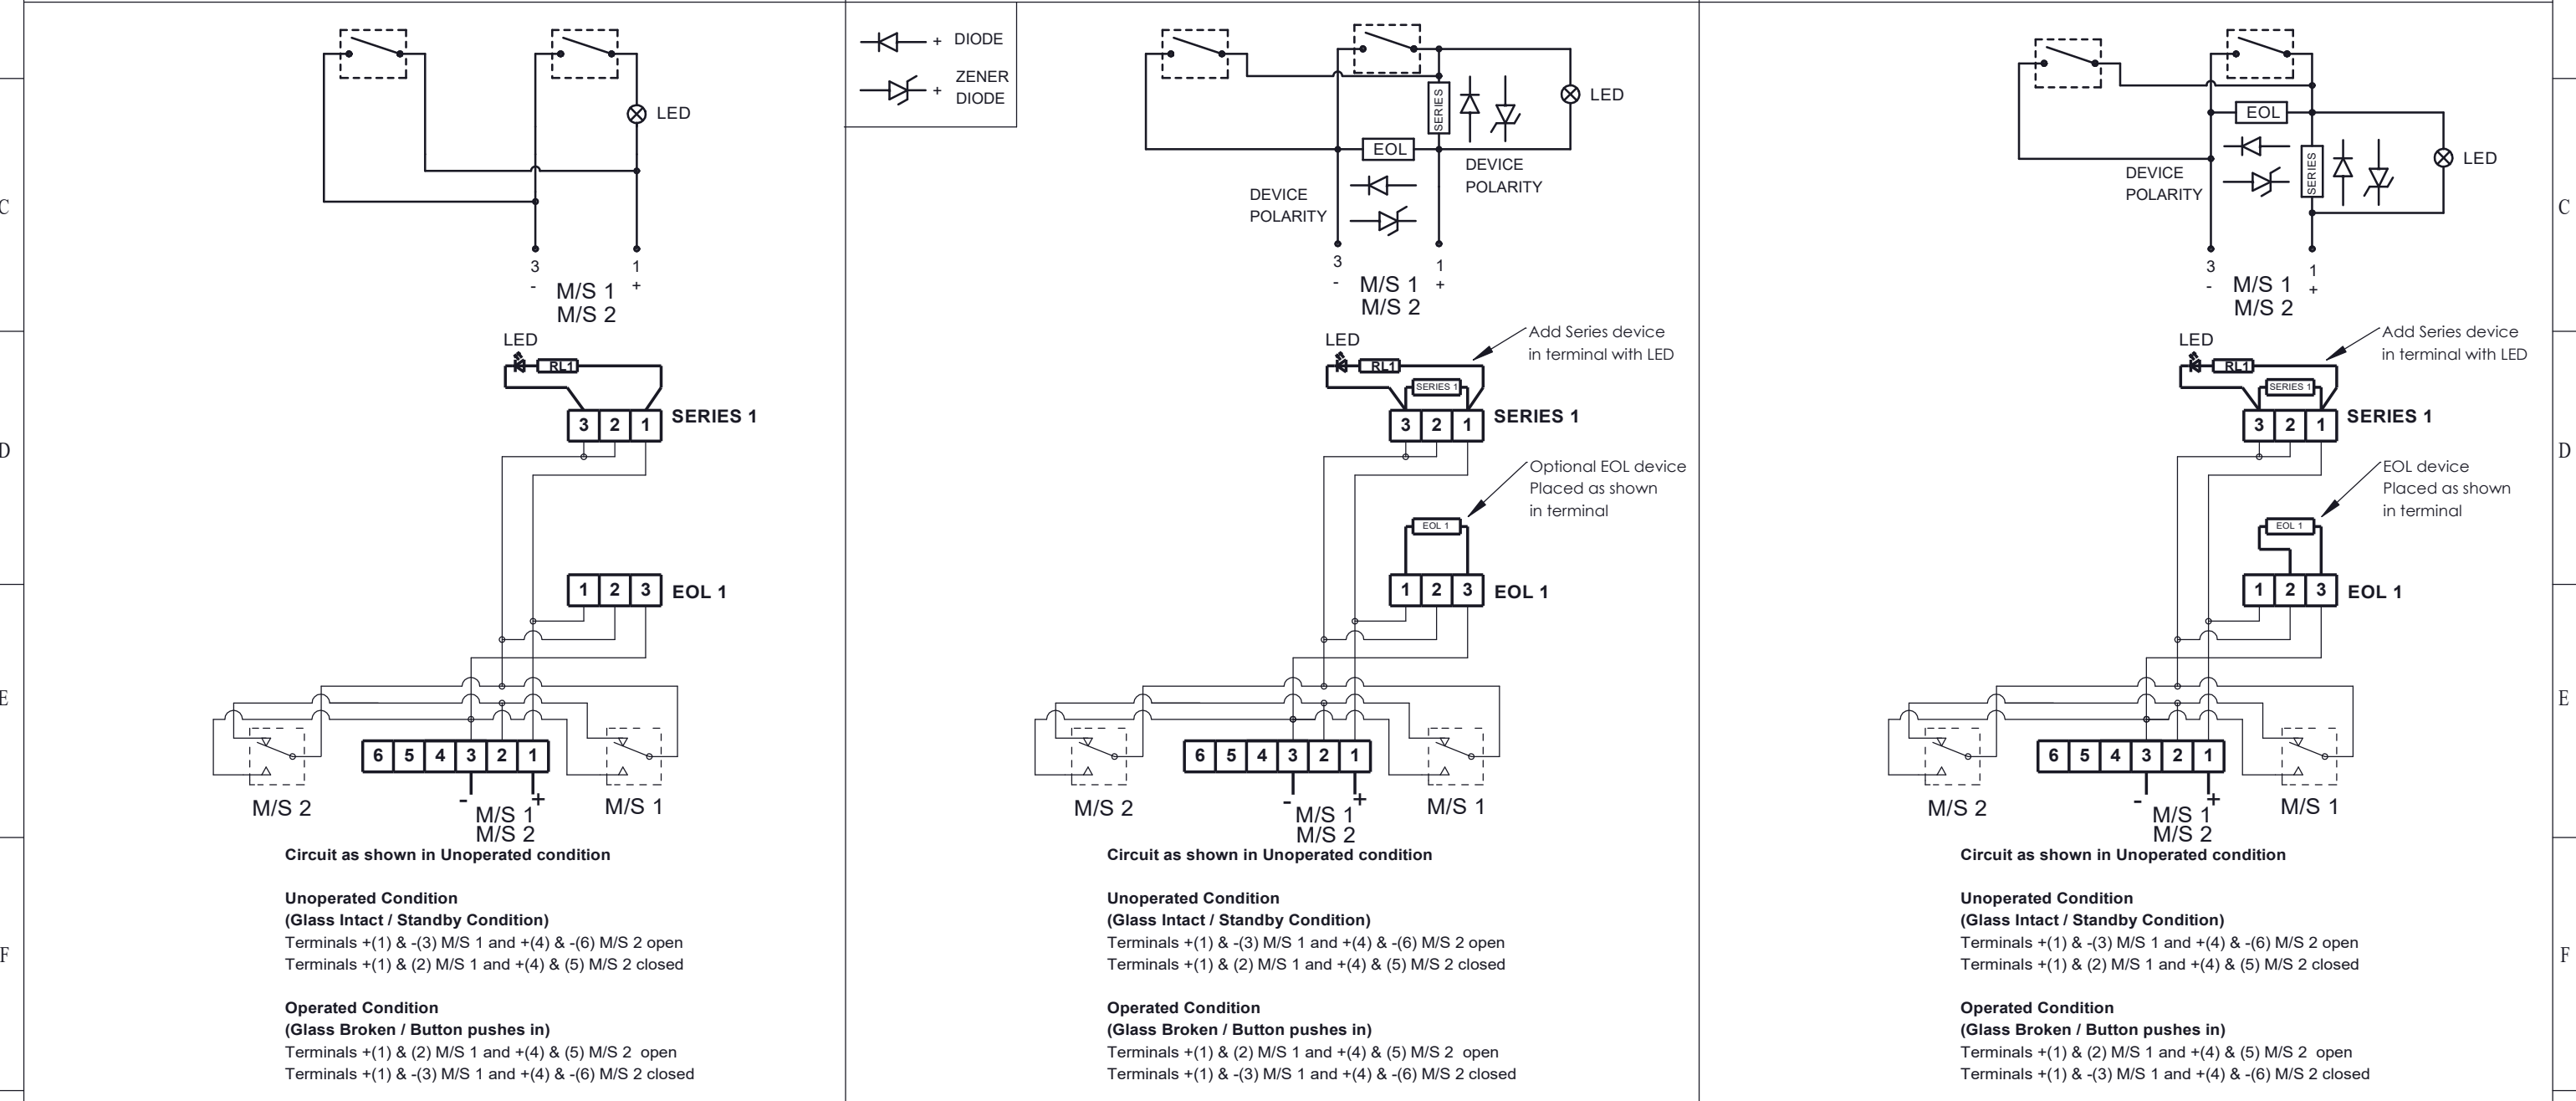 C
D
E
F
LED
3
1
-
M/S 1
+
M/S 2
LED
RL1
3 2 1
SERIES 1
1 2 3
EOL 1
6 5 4 3 2 1
M/S 2
-
+
M/S 1
M/S 1
M/S 2
Circuit as shown in Unoperated condition
Unoperated Condition
(Glass Intact / Standby Condition)
Terminals +(1) & -(3) M/S 1 and +(4) & -(6) M/S 2 open
Terminals +(1) & (2) M/S 1 and +(4) & (5) M/S 2 closed
Operated Condition
(Glass Broken / Button pushes in)
Terminals +(1) & (2) M/S 1 and +(4) & (5) M/S 2 open
Terminals +(1) & -(3) M/S 1 and +(4) & -(6) M/S 2 closed
+ DIODE
+ ZENER
DIODE
SERIES
LED
EOL
DEVICE
POLARITY
DEVICE
POLARITY
3
1
-
M/S 1
+
M/S 2
LED
Add Series device
in terminal with LED
RL1
SERIES 1
3 2 1
SERIES 1
Optional EOL device
Placed as shown
in terminal
EOL 1
1 2 3
EOL 1
6 5 4 3 2 1
M/S 2
-
+
M/S 1
M/S 1
M/S 2
Circuit as shown in Unoperated condition
Unoperated Condition
(Glass Intact / Standby Condition)
Terminals +(1) & -(3) M/S 1 and +(4) & -(6) M/S 2 open
Terminals +(1) & (2) M/S 1 and +(4) & (5) M/S 2 closed
Operated Condition
(Glass Broken / Button pushes in)
Terminals +(1) & (2) M/S 1 and +(4) & (5) M/S 2 open
Terminals +(1) & -(3) M/S 1 and +(4) & -(6) M/S 2 closed
EOL
SERIES
LED
DEVICE
POLARITY
3
1
-
M/S 1
+
M/S 2
LED
Add Series device
in terminal with LED
RL1
SERIES 1
3 2 1
SERIES 1
EOL device
Placed as shown
in terminal
EOL 1
1 2 3
EOL 1
6 5 4 3 2 1
M/S 2
-
+
M/S 1
M/S 1
M/S 2
Circuit as shown in Unoperated condition
Unoperated Condition
(Glass Intact / Standby Condition)
Terminals +(1) & -(3) M/S 1 and +(4) & -(6) M/S 2 open
Terminals +(1) & (2) M/S 1 and +(4) & (5) M/S 2 closed
Operated Condition
(Glass Broken / Button pushes in)
Terminals +(1) & (2) M/S 1 and +(4) & (5) M/S 2 open
Terminals +(1) & -(3) M/S 1 and +(4) & -(6) M/S 2 closed
C
D
E
F